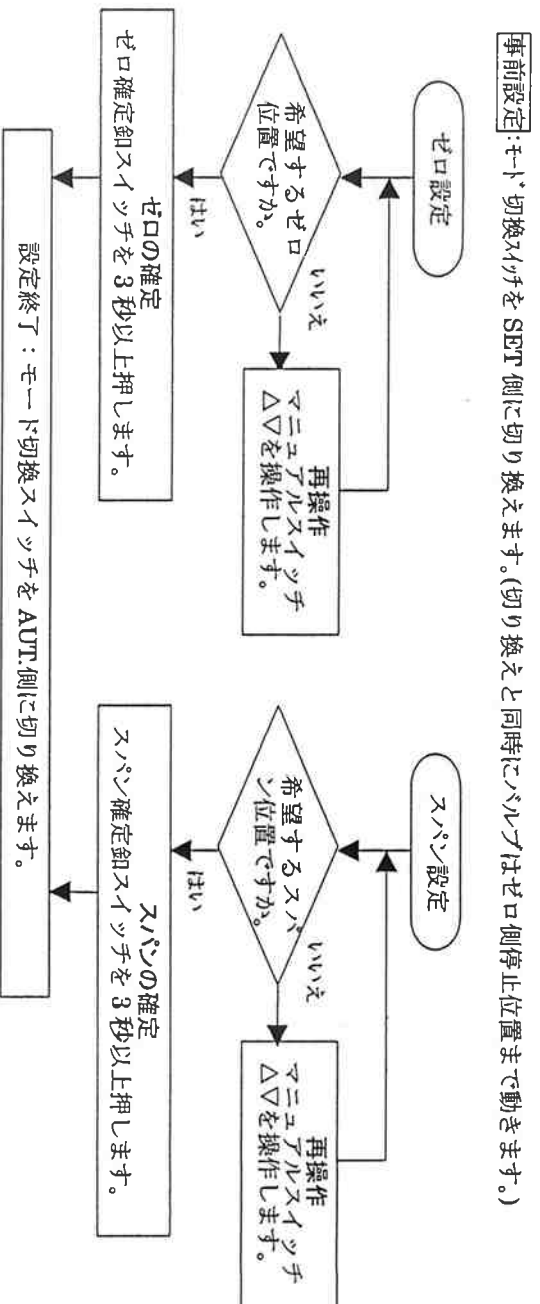 事前設定:モード切換スイッチを SET 側に切り換えます。(切り換えと同時にバルブはゼロ側停止位置まで動きます。)
ゼロ設定
希望するゼロ
位置ですか。
いいえ
はい
再操作
マニュアルスイッチ
△▽を操作します。
ゼロの確定
ゼロ確定釦スイッチを 3 秒以上押します。
スパン設定
希望するスパ
ン位置ですか。
いいえ
はい
再操作
マニュアルスイッチ
△▽を操作します。
スパンの確定
スパン確定釦スイッチを 3 秒以上押します。
設定終了：モード切換スイッチを AUT.側に切り換えます。